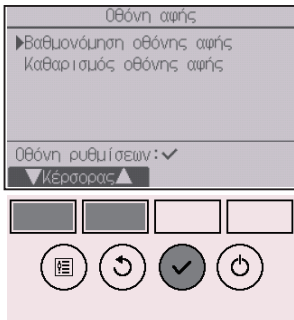 Οθόνη αφής
▶Βαθμονόμηση οθόνης αφής
Καθαρισμός οθόνης αφής
Οθόνη ρυθμίσεων:✓
▼Κέρσορας▲